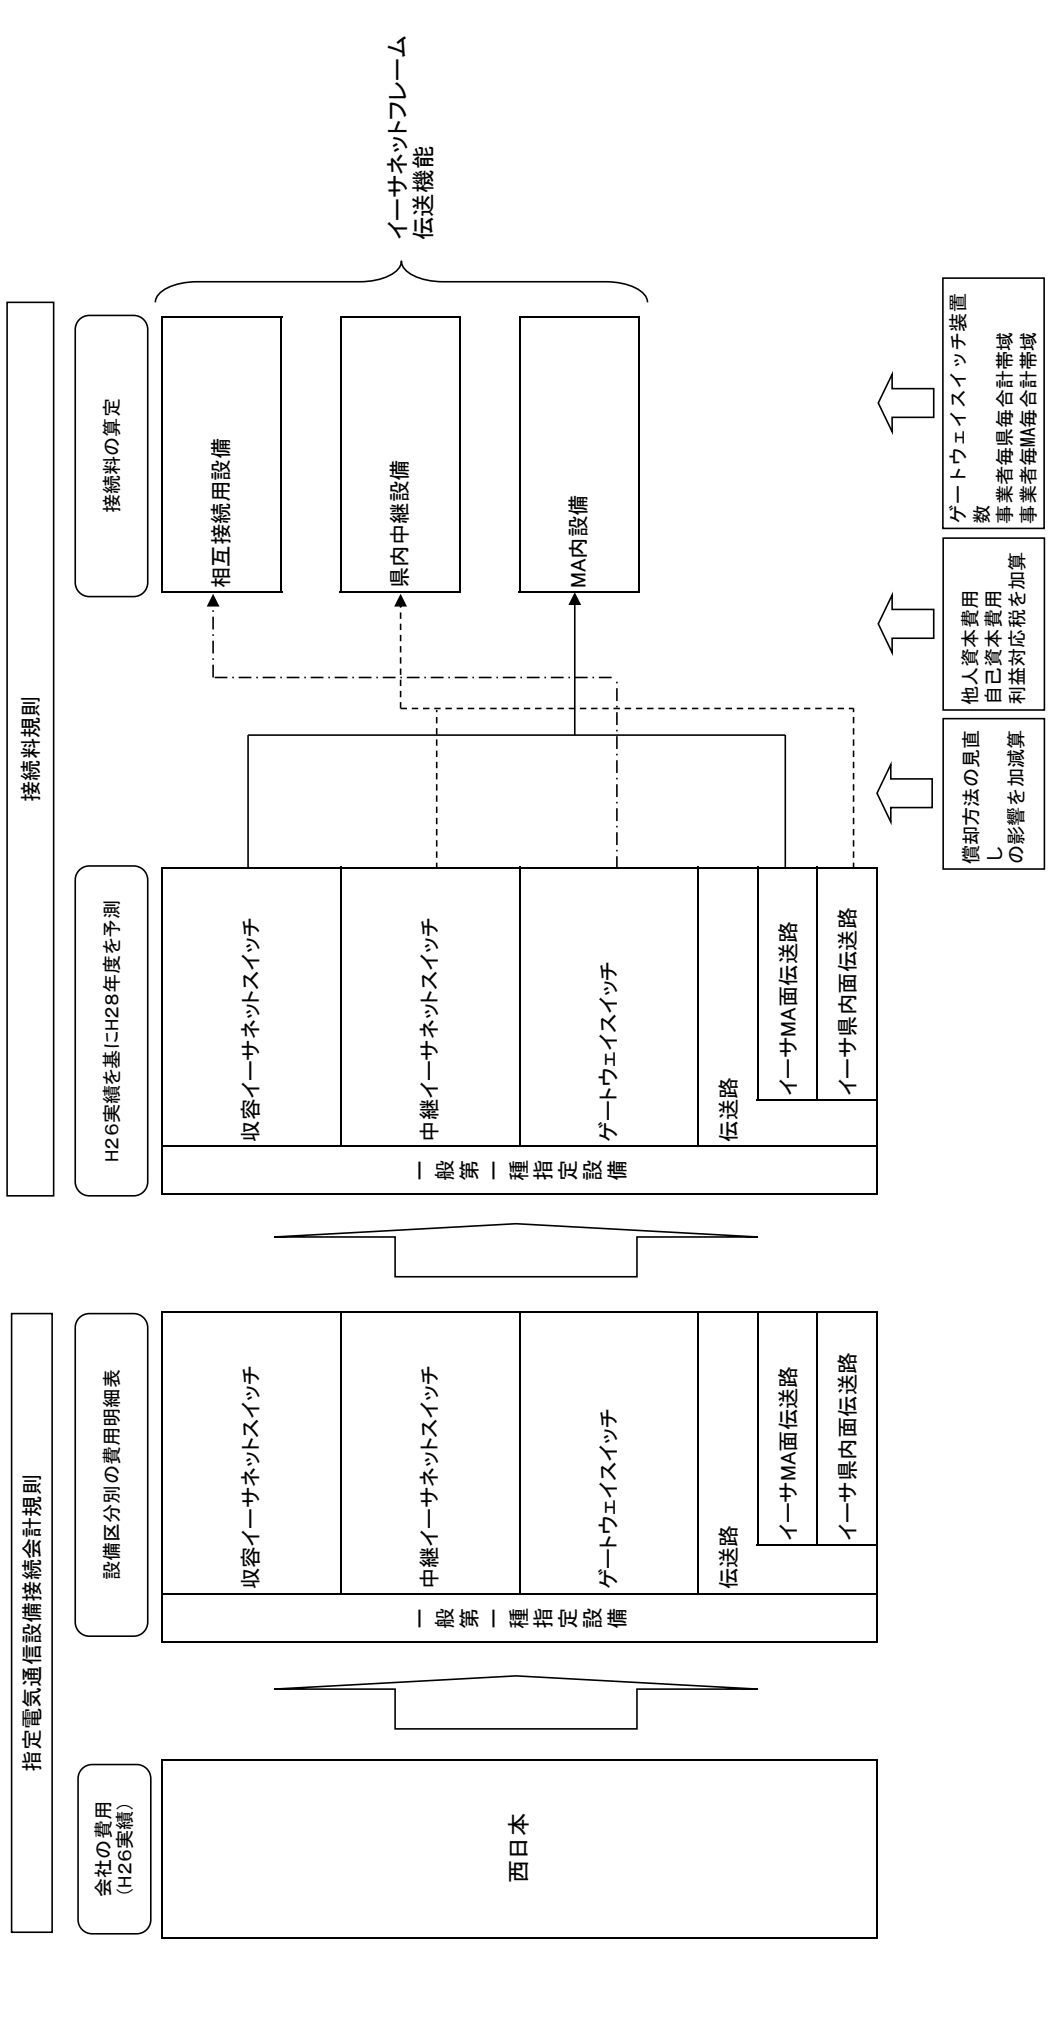 指定電気通信設備接続会計規則
接続料規則
会社の費用
（H26実績）
設備区分別の費用明細表
H26実績を基にH28年度を予測
接続料の算定
西日本
一般第一種指定設備
収容イーサネットスイッチ
中継イーサネットスイッチ
ゲートウェイスイッチ
伝送路
イーサMA面伝送路
イーサ県内面伝送路
一般第一種指定設備
収容イーサネットスイッチ
中継イーサネットスイッチ
ゲートウェイスイッチ
伝送路
イーサMA面伝送路
イーサ県内面伝送路
相互接続用設備
県内中継設備
MA内設備
イーサネットフレーム
伝送機能
償却方法の見直
し
の影響を加減算
他人資本費用
自己資本費用
利益対応税を加算
ゲートウェイスイッチ装置
数
事業者毎県毎合計帯域
事業者毎MA毎合計帯域